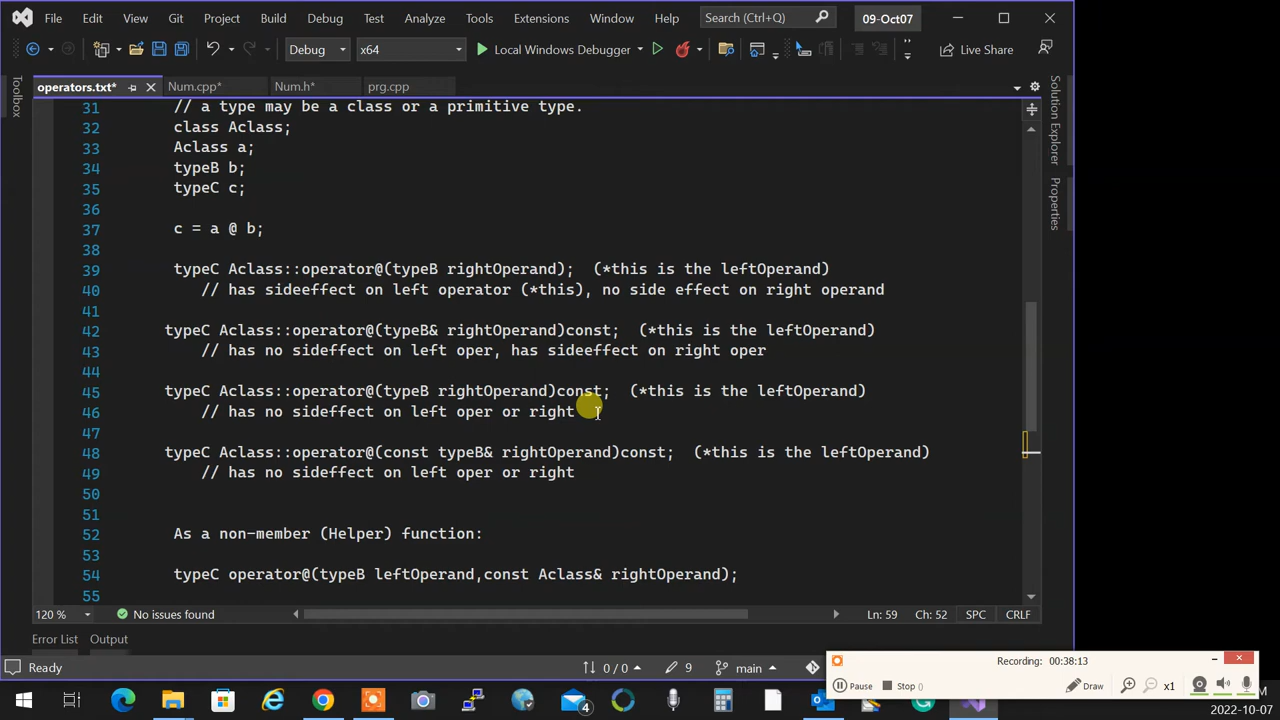 File Edit View Git Project Build Debug Test Analyze Tools Extensions Window Help Search (Ctrl+Q) 09-Oct07
Debug x64 Local Windows Debugger Live Share
operators.txt* Num.cpp* Num.h* prg.cpp
Toolbox
Solution Explorer
Properties
31 // a type may be a class or a primitive type.
32 class Aclass;
33 Aclass a;
34 typeB b;
35 typeC c;
36
37 c = a @ b;
38
39 typeC Aclass::operator@(typeB rightOperand); (*this is the leftOperand)
40 // has sideeffect on left operator (*this), no side effect on right operand
41
42 typeC Aclass::operator@(typeB& rightOperand)const; (*this is the leftOperand)
43 // has no sideffect on left oper, has sideeffect on right oper
44
45 typeC Aclass::operator@(typeB rightOperand)const; (*this is the leftOperand)
46 // has no sideffect on left oper or right
47
48 typeC Aclass::operator@(const typeB& rightOperand)const; (*this is the leftOperand)
49 // has no sideffect on left oper or right
50
51
52 As a non-member (Helper) function:
53
54 typeC operator@(typeB leftOperand,const Aclass& rightOperand);
55
120 % No issues found Ln: 59 Ch: 52 SPC CRLF
Error List Output
Ready 0 / 0 9 main
Recording: 00:38:13
Pause Stop () Draw x1
4
M
2022-10-07